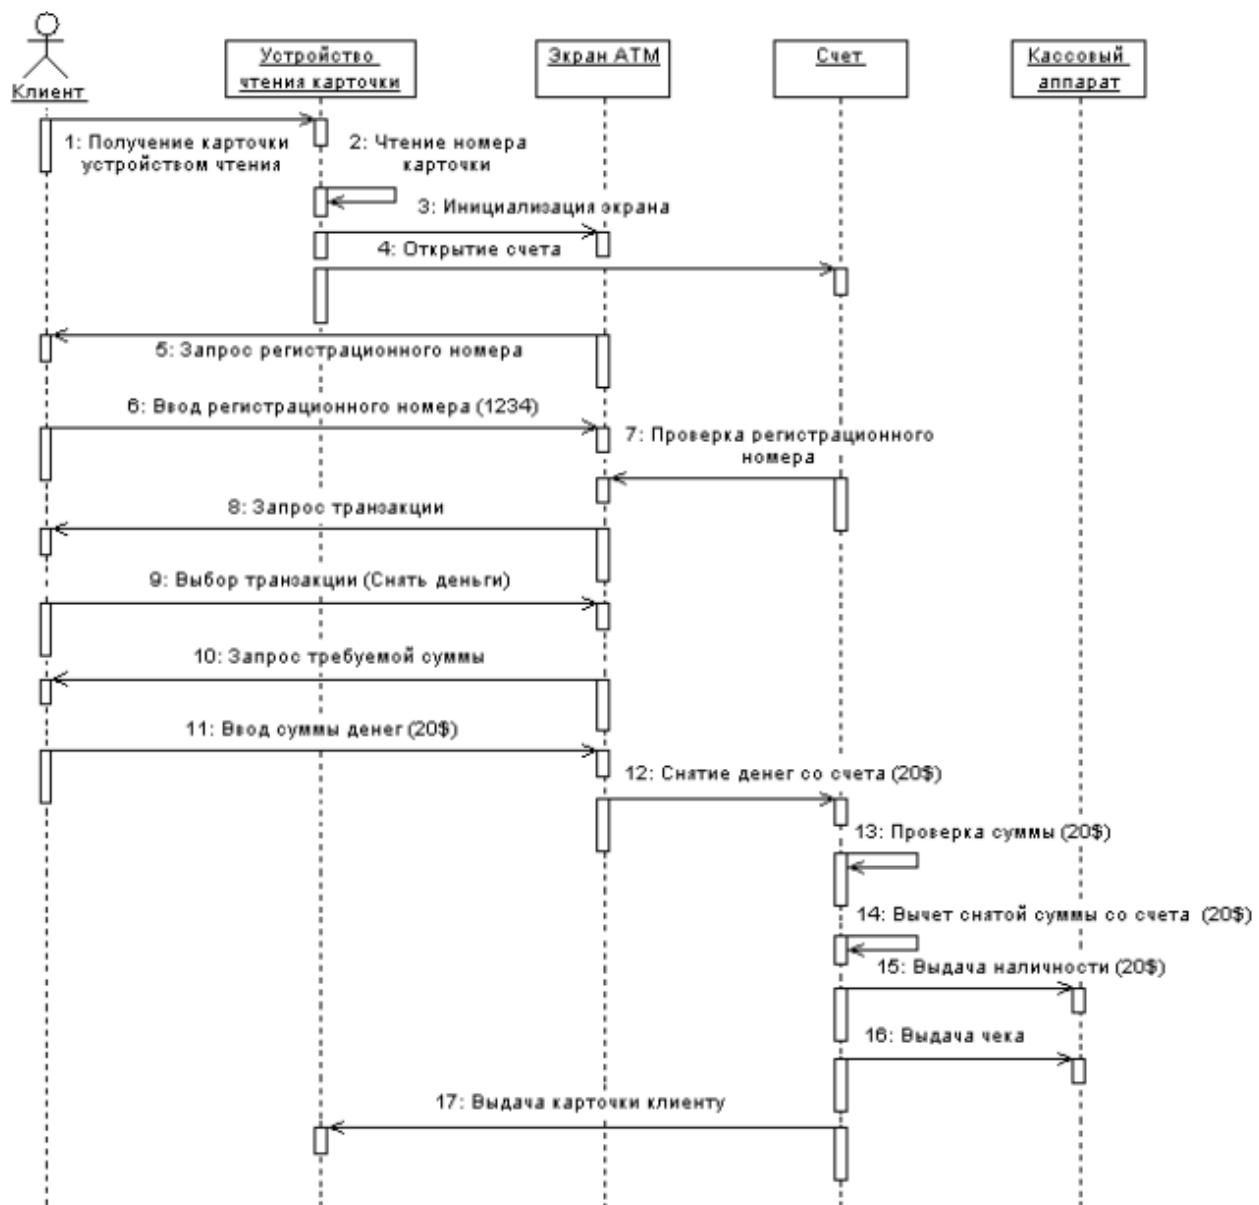 Клиент
Устройство
чтения карточки
Экран АТМ
Счет
Кассовый
аппарат
1: Получение карточки
устройством чтения
2: Чтение номера
карточки
3: Инициализация экрана
4: Открытие счета
5: Запрос регистрационного номера
6: Ввод регистрационного номера (1234)
7: Проверка регистрационного
номера
8: Запрос транзакции
9: Выбор транзакции (Снять деньги)
10: Запрос требуемой суммы
11: Ввод суммы денег (20$)
12: Снятие денег со счета (20$)
13: Проверка суммы (20$)
14: Вычет снятой суммы со счета (20$)
15: Выдача наличности (20$)
16: Выдача чека
17: Выдача карточки клиенту